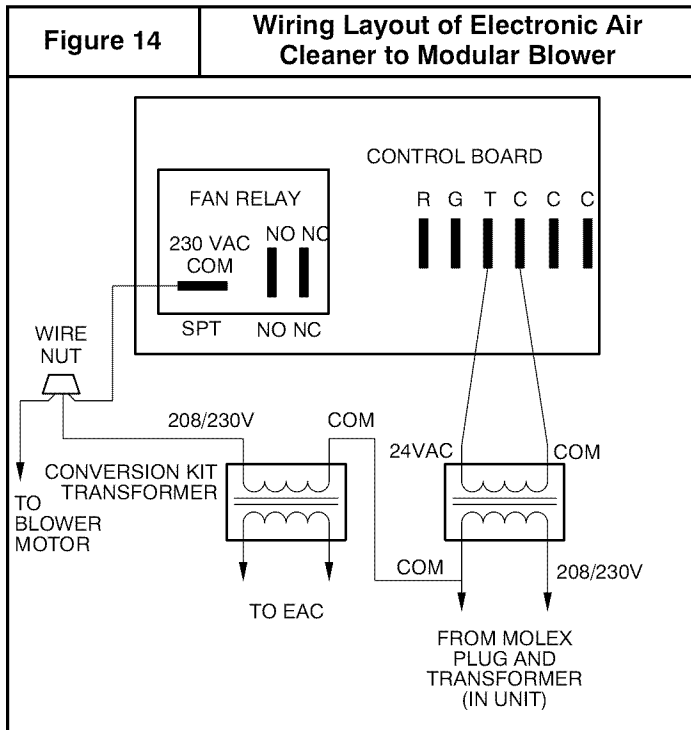 Figure 14
Wiring Layout of Electronic Air
Cleaner to Modular Blower
CONTROL BOARD
R G T C C C
FAN RELAY
NO NC
230 VAC
COM
SPT
NO NC
WIRE
NUT
208/230V
COM
24VAC
COM
CONVERSION KIT
TRANSFORMER
TO
BLOWER
MOTOR
COM
208/230V
TO EAC
FROM MOLEX
PLUG AND
TRANSFORMER
(IN UNIT)